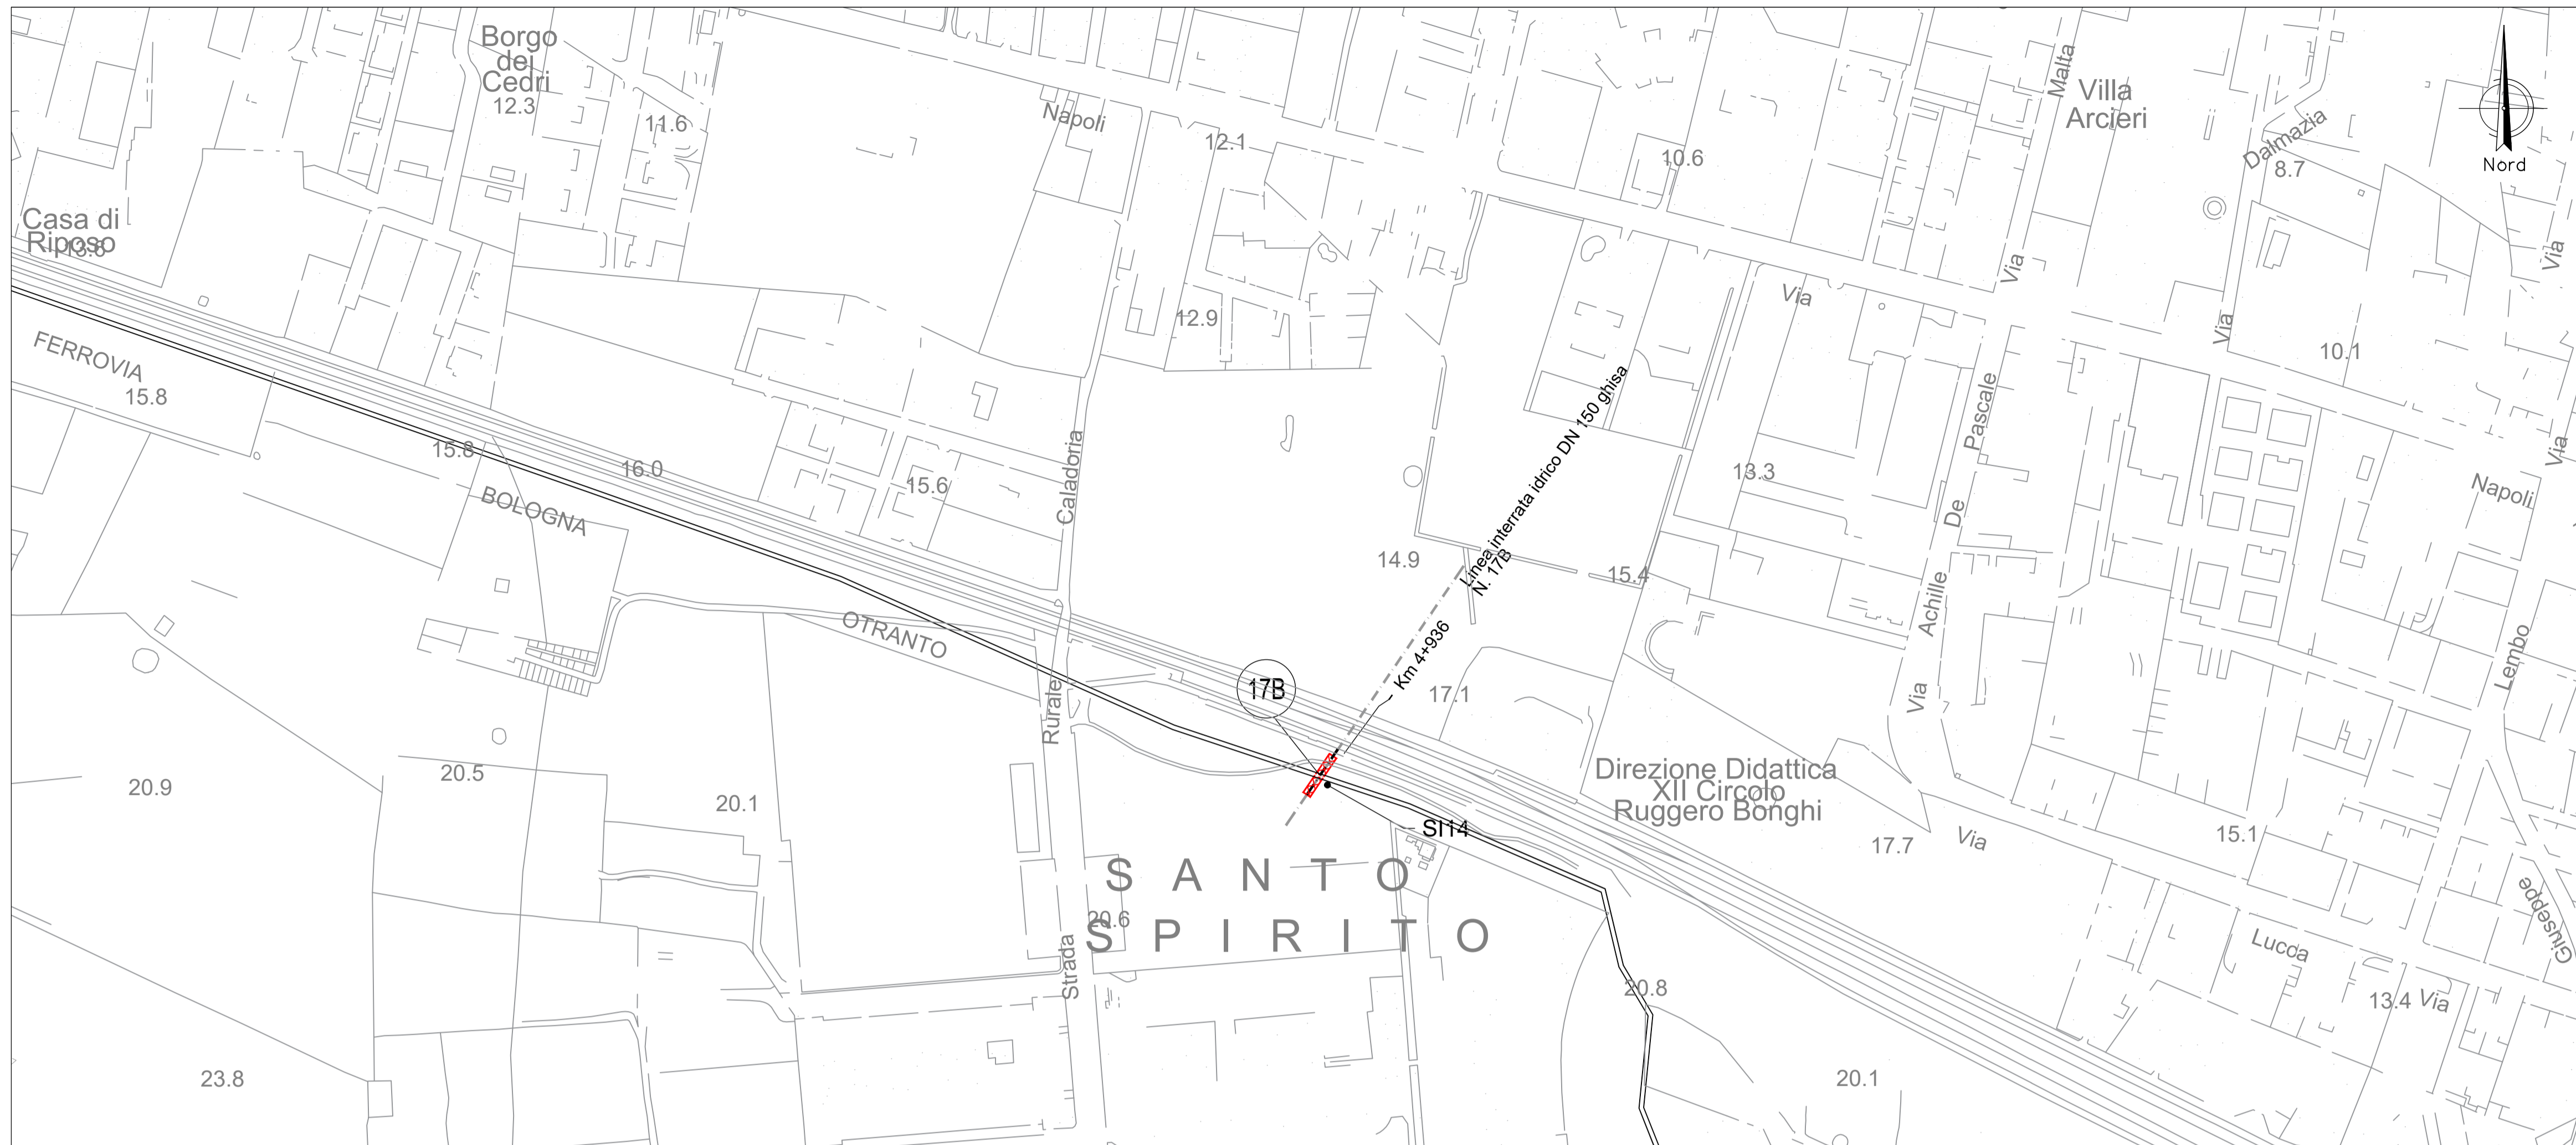 Borgo
dei
Cedri
12.3
11.6
Napoli
12.1
10.6
Malta
Villa
Arcieri
Dalmazia
8.7
Nord
Casa di
Riposo
13.6
12.9
Via
Via
Via
Via
10.1
FERROVIA
15.8
15.8
16.0
BOLOGNA
15.6
Caladoria
Linea interrata idrico DN 150 ghisa
N. 17B
14.9
15.4
13.3
Pascale
De
Achille
Via
Napoli
Via
OTRANTO
Lembo
Km 4+936
17B
17.1
Rurale
20.9
20.5
20.1
Direzione Didattica
XII Circolo
Ruggero Bonghi
SI14
17.7
Via
15.1
SANTO
SPIRITO
20.6
Strada
Giuseppe
Lucca
20.8
13.4
Via
23.8
20.1